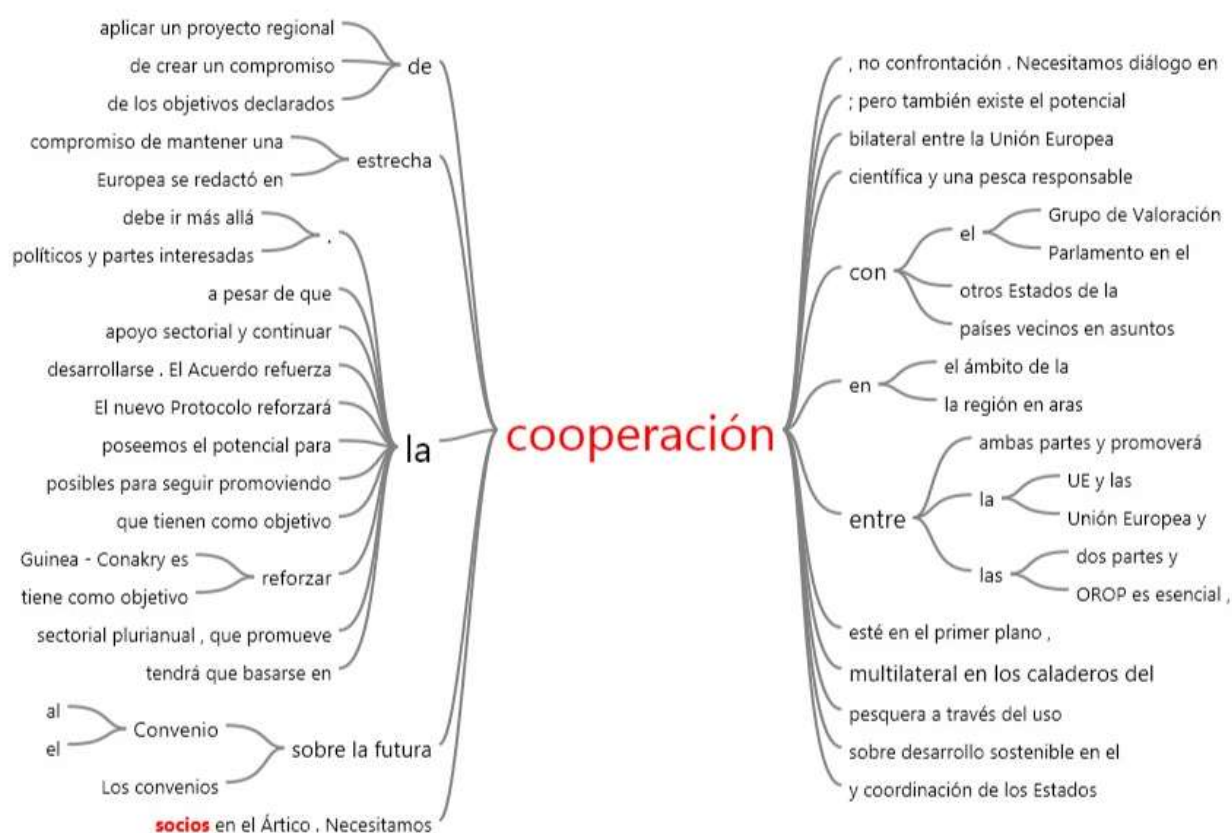 aplicar un proyecto regional
de crear un compromiso
de los objetivos declarados
de
compromiso de mantener una
Europea se redactó en
estrecha
debe ir más allá
políticos y partes interesadas
,
a pesar de que
apoyo sectorial y continuar
desarrollarse . El Acuerdo refuerza
El nuevo Protocolo reforzará
poseemos el potencial para
posibles para seguir promoviendo
que tienen como objetivo
Guinea - Conakry es
tiene como objetivo
reforzar
sectorial plurianual , que promueve
tendrá que basarse en
la
al
el
Convenio
Los convenios
sobre la futura
socios en el Ártico . Necesitamos
cooperación
, no confrontación . Necesitamos diálogo en
; pero también existe el potencial
bilateral entre la Unión Europea
científica y una pesca responsable
con
el
Grupo de Valoración
Parlamento en el
otros Estados de la
países vecinos en asuntos
en
el ámbito de la
la región en aras
entre
ambas partes y promoverá
la
UE y las
Unión Europea y
las
dos partes y
OROP es esencial ,
esté en el primer plano ,
multilateral en los caladeros del
pesquera a través del uso
sobre desarrollo sostenible en el
y coordinación de los Estados